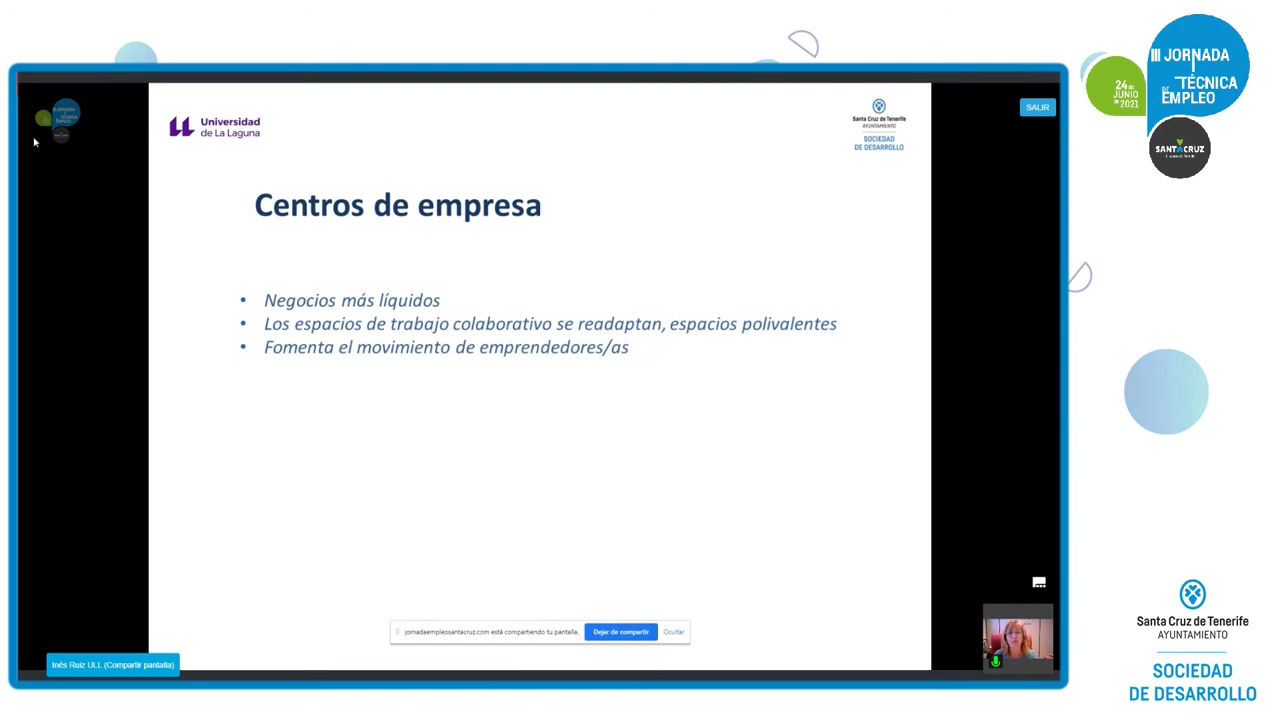 III JORNADA
TÉCNICA
DE EMPLEO
24 de
JUNIO
de 2021
SANTACRUZ
SALIR
Universidad
de La Laguna
Santa Cruz de Tenerife
AYUNTAMIENTO
SOCIEDAD
DE DESARROLLO
Centros de empresa
• Negocios más líquidos
• Los espacios de trabajo colaborativo se readaptan, espacios polivalentes
• Fomenta el movimiento de emprendedores/as
jornadaempleosantacruz.com está compartiendo tu pantalla. Dejar de compartir Ocultar
Inés Ruiz ULL (Compartir pantalla)
Santa Cruz de Tenerife
AYUNTAMIENTO
SOCIEDAD
DE DESARROLLO